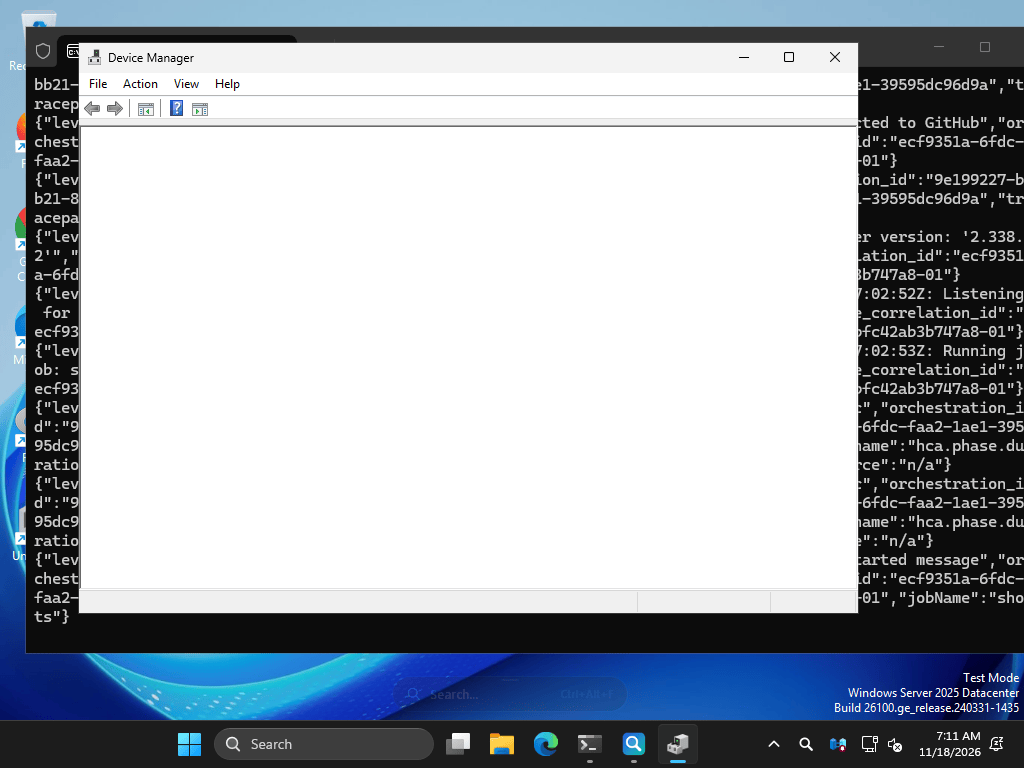 Device Manager
File Action View Help
bb21-
e1-39595dc96d9a","t
racep
{"lev
cted to GitHub","or
chest
id":"ecf9351a-6fdc-
faa2-
-01"}
{"lev
ion_id":"9e199227-b
b21-8
1-39595dc96d9a","tr
acepa
{"lev
er version: '2.338.
2'","
lation_id":"ecf9351
a-6fd
3b747a8-01"}
{"lev
7:02:52Z: Listening
for
e_correlation_id":"
ecf93
bfc42ab3b747a8-01"}
{"lev
7:02:53Z: Running j
ob: s
e_correlation_id":"
ecf93
bfc42ab3b747a8-01"}
{"lev
c","orchestration_i
d":"9
-6fdc-faa2-1ae1-395
95dc9
name":"hca.phase.du
ratio
rce":"n/a"}
{"lev
c","orchestration_i
d":"9
-6fdc-faa2-1ae1-395
95dc9
name":"hca.phase.du
ratio
e":"n/a"}
{"lev
tarted message","or
chest
id":"ecf9351a-6fdc-
faa2-
-01","jobName":"sho
ts"}
Search... Ctrl+Alt+F
Test Mode
Windows Server 2025 Datacenter
Build 26100.ge_release.240331-1435
Search
7:11 AM
11/18/2026